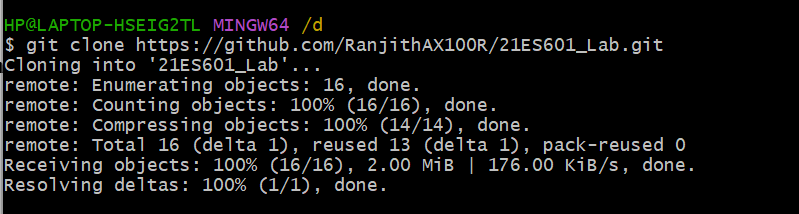 HP@LAPTOP-HSEIG2TL MINGW64 /d
$ git clone https://github.com/RanjithAX100R/21ES601_Lab.git
Cloning into '21ES601_Lab'...
remote: Enumerating objects: 16, done.
remote: Counting objects: 100% (16/16), done.
remote: Compressing objects: 100% (14/14), done.
remote: Total 16 (delta 1), reused 13 (delta 1), pack-reused 0
Receiving objects: 100% (16/16), 2.00 MiB | 176.00 KiB/s, done.
Resolving deltas: 100% (1/1), done.